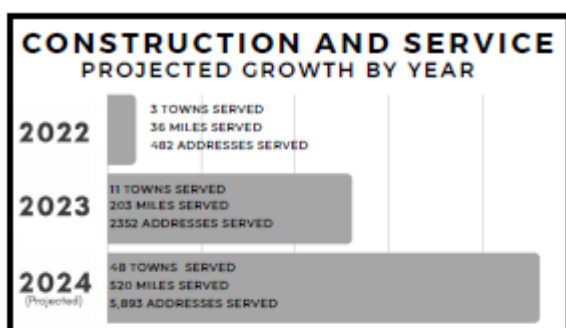 CONSTRUCTION AND SERVICE
PROJECTED GROWTH BY YEAR
2022
3 TOWNS SERVED
36 MILES SERVED
482 ADDRESSES SERVED
2023
11 TOWNS SERVED
203 MILES SERVED
2352 ADDRESSES SERVED
2024
(Projected)
48 TOWNS SERVED
520 MILES SERVED
5,893 ADDRESSES SERVED